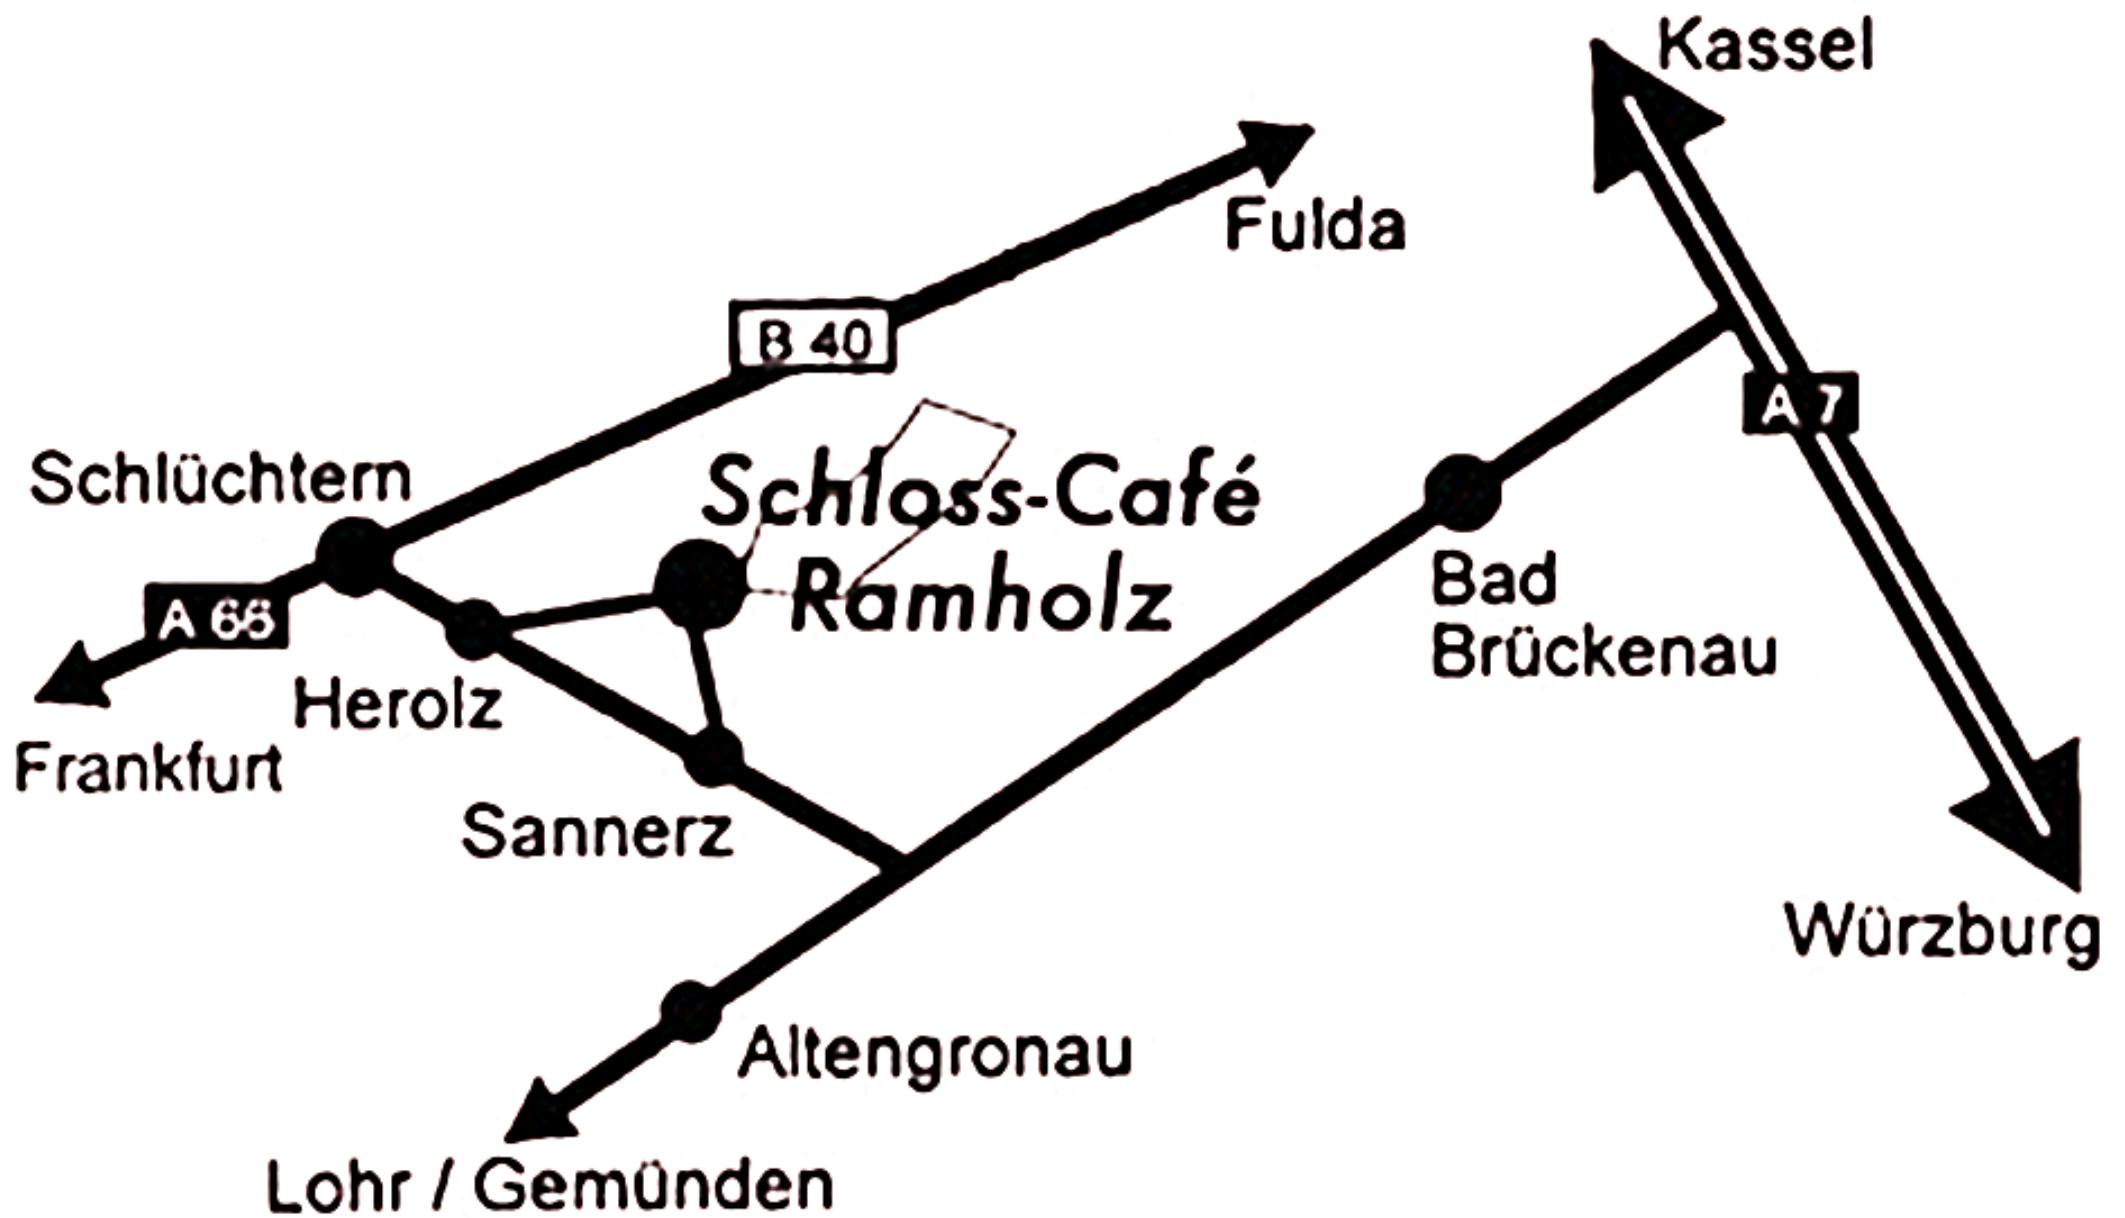 Kassel
Fulda
B 40
A 7
Schlüchtern
Schloss-Café
Ramholz
Bad
Brückenau
A 66
Herolz
Frankfurt
Sannerz
Würzburg
Altengronau
Lohr / Gemünden